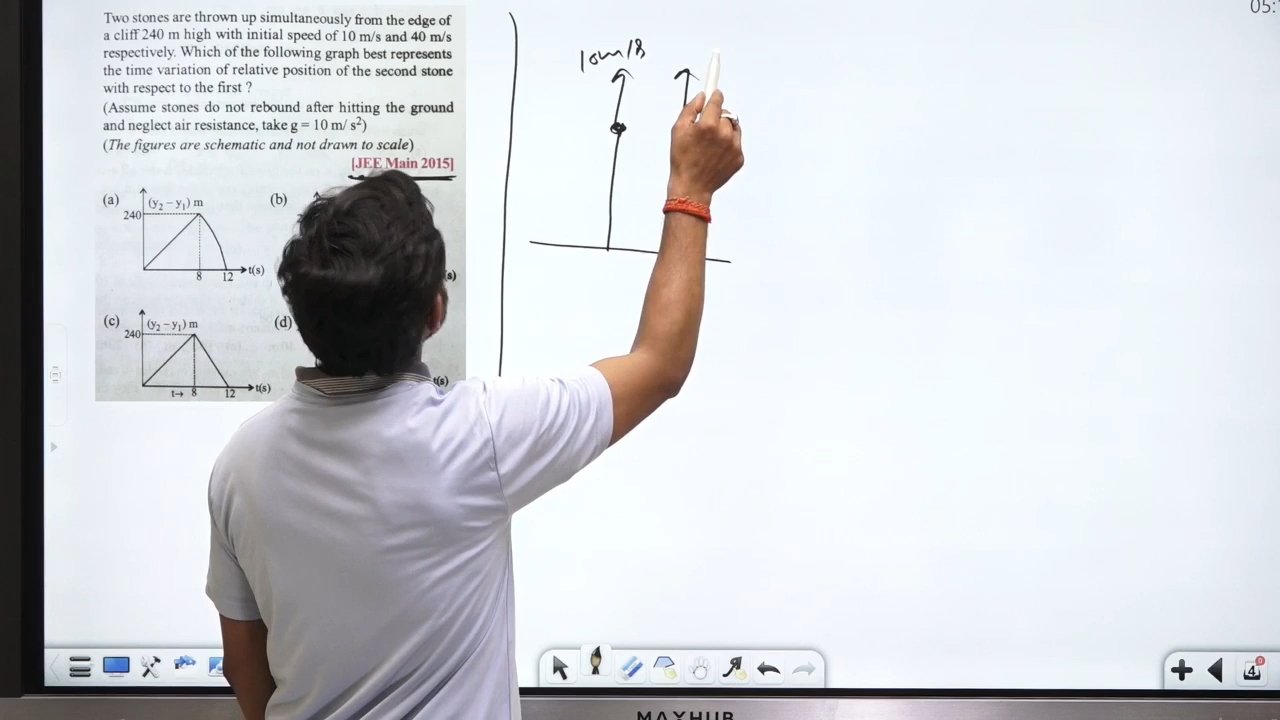 05:
Two stones are thrown up simultaneously from the edge of
a cliff 240 m high with initial speed of 10 m/s and 40 m/s
respectively. Which of the following graph best represents
the time variation of relative position of the second stone
with respect to the first ?
(Assume stones do not rebound after hitting the ground
and neglect air resistance, take g = 10 m/ s²)
(The figures are schematic and not drawn to scale)
[JEE Main 2015]
(a) (y₂ – y₁) m
240
8 12 t(s)
(b)
s)
(c) (y₂ – y₁) m
240
t→ 8 12 t(s)
(d)
t(s)
10m/s
4
MAXHUB